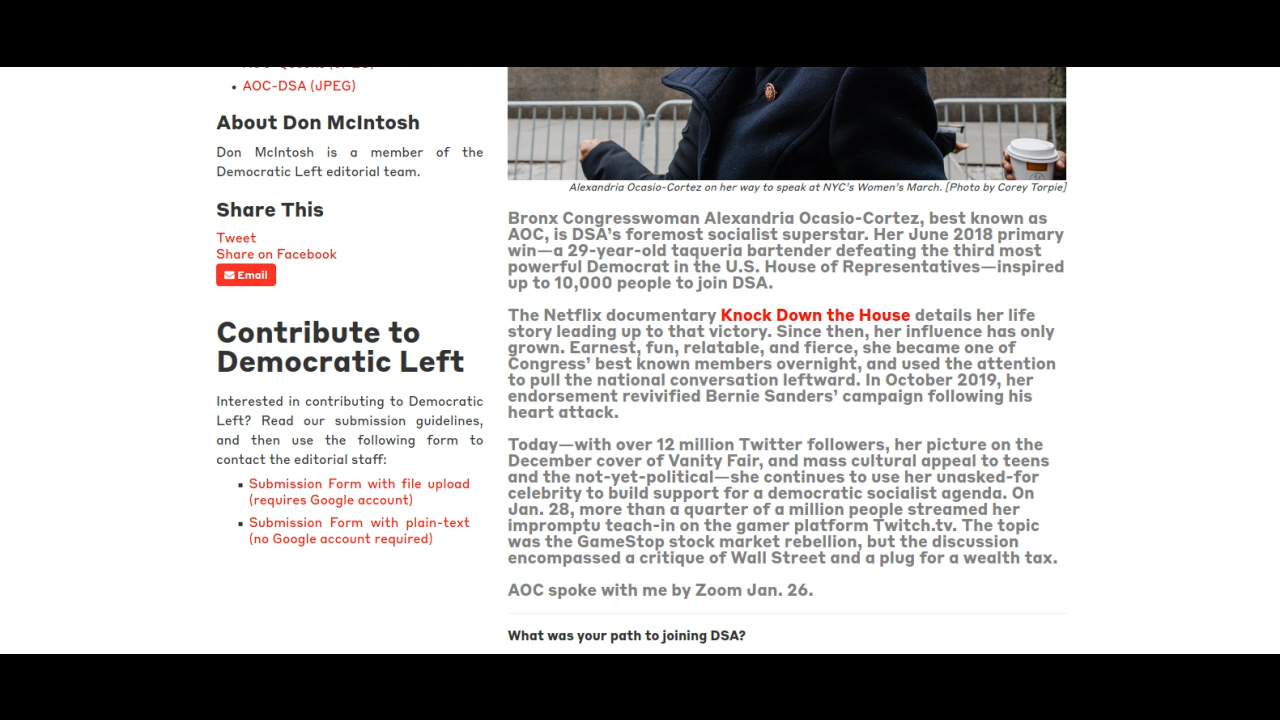 AOC-DSA (JPEG)
About Don McIntosh
Don McIntosh is a member of the
Democratic Left editorial team.
Share This
Tweet
Share on Facebook
Email
Contribute to
Democratic Left
Interested in contributing to Democratic
Left? Read our submission guidelines,
and then use the following form to
contact the editorial staff:
Submission Form with file upload
(requires Google account)
Submission Form with plain-text
(no Google account required)
Alexandria Ocasio-Cortez on her way to speak at NYC's Women's March. [Photo by Corey Torpie]
Bronx Congresswoman Alexandria Ocasio-Cortez, best known as
AOC, is DSA's foremost socialist superstar. Her June 2018 primary
win—a 29-year-old taqueria bartender defeating the third most
powerful Democrat in the U.S. House of Representatives—inspired
up to 10,000 people to join DSA.
The Netflix documentary Knock Down the House details her life
story leading up to that victory. Since then, her influence has only
grown. Earnest, fun, relatable, and fierce, she became one of
Congress' best known members overnight, and used the attention
to pull the national conversation leftward. In October 2019, her
endorsement revivified Bernie Sanders' campaign following his
heart attack.
Today—with over 12 million Twitter followers, her picture on the
December cover of Vanity Fair, and mass cultural appeal to teens
and the not-yet-political—she continues to use her unasked-for
celebrity to build support for a democratic socialist agenda. On
Jan. 28, more than a quarter of a million people streamed her
impromptu teach-in on the gamer platform Twitch.tv. The topic
was the GameStop stock market rebellion, but the discussion
encompassed a critique of Wall Street and a plug for a wealth tax.
AOC spoke with me by Zoom Jan. 26.
What was your path to joining DSA?